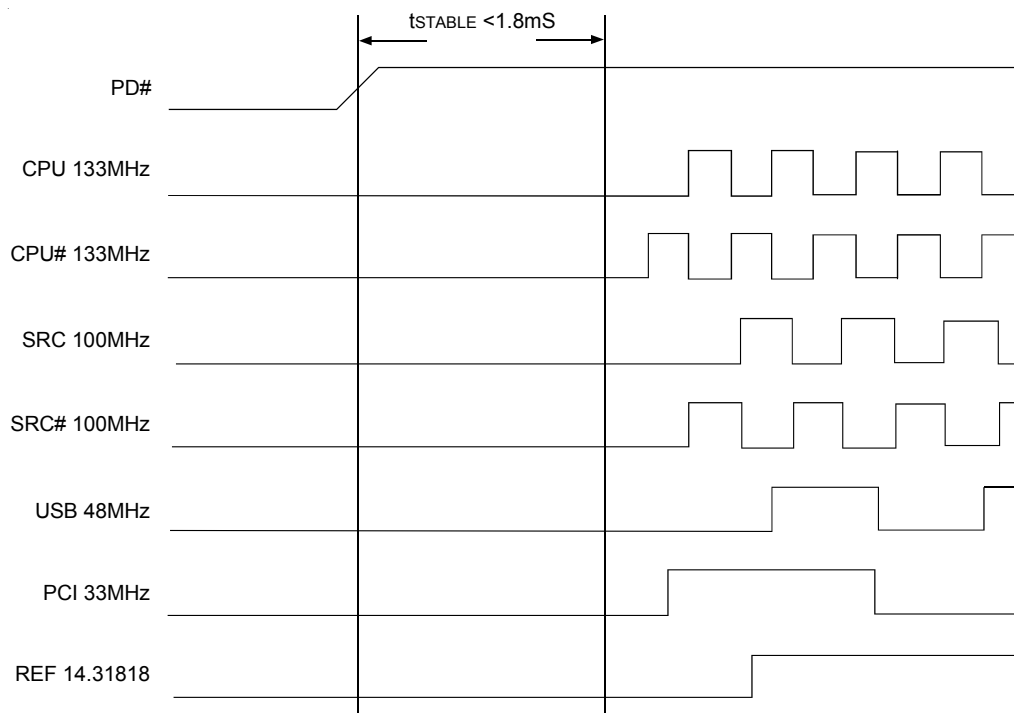 tSTABLE <1.8mS
PD#
CPU 133MHz
CPU# 133MHz
SRC 100MHz
SRC# 100MHz
USB 48MHz
PCI 33MHz
REF 14.31818